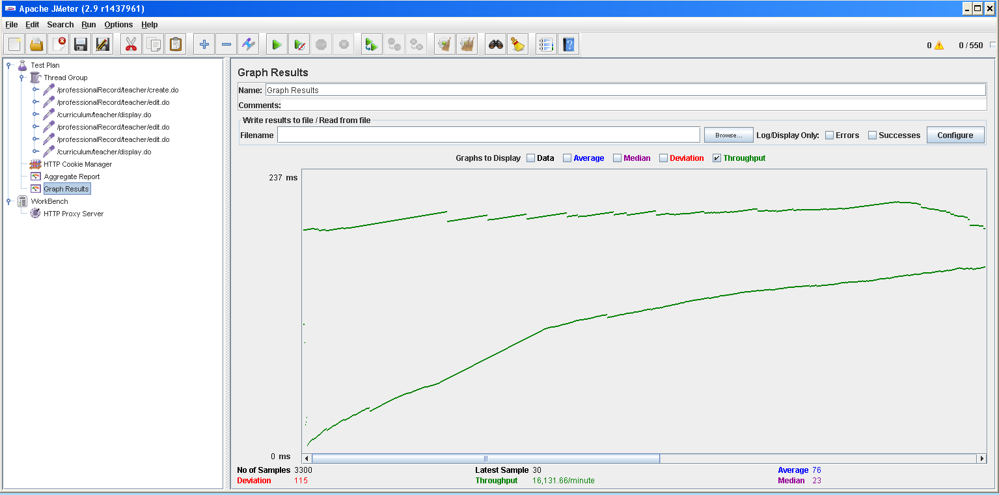 Apache JMeter (2.9 r1437961)
File Edit Search Run Options Help
0 0 / 550
Test Plan
Thread Group
/professionalRecord/teacher/create.do
/professionalRecord/teacher/edit.do
/curriculum/teacher/display.do
/professionalRecord/teacher/edit.do
/professionalRecord/teacher/edit.do
/curriculum/teacher/display.do
HTTP Cookie Manager
Aggregate Report
Graph Results
WorkBench
HTTP Proxy Server
Graph Results
Name: Graph Results
Comments:
Write results to file / Read from file
Filename Browse... Log/Display Only: Errors Successes Configure
Graphs to Display Data Average Median Deviation Throughput
237 ms
0 ms
No of Samples 3300 Latest Sample 30 Average 76
Deviation 115 Throughput 16,131.66/minute Median 23